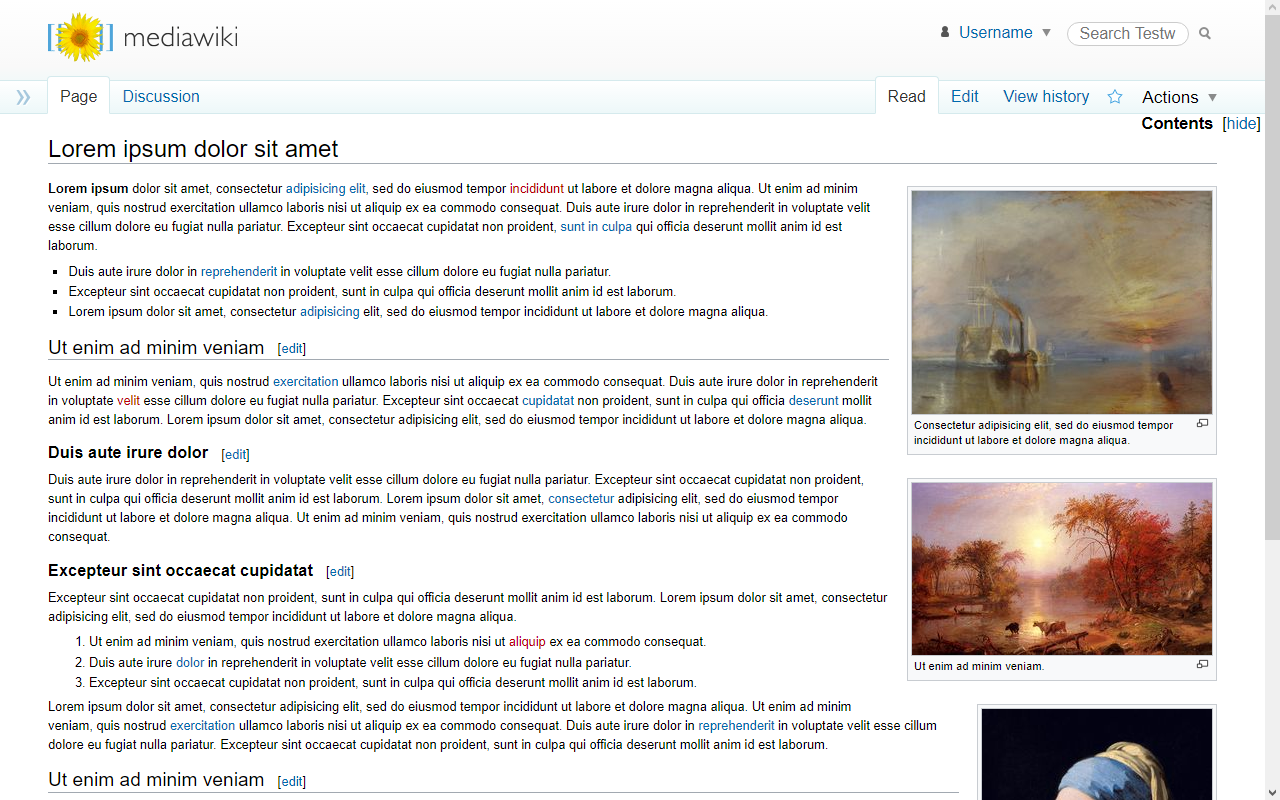 mediawiki
Username
Search Testw
Page Discussion
Read Edit View history Actions
Contents [hide]
Lorem ipsum dolor sit amet
Lorem ipsum dolor sit amet, consectetur adipisicing elit, sed do eiusmod tempor incididunt ut labore et dolore magna aliqua. Ut enim ad minim
veniam, quis nostrud exercitation ullamco laboris nisi ut aliquip ex ea commodo consequat. Duis aute irure dolor in reprehenderit in voluptate velit
esse cillum dolore eu fugiat nulla pariatur. Excepteur sint occaecat cupidatat non proident, sunt in culpa qui officia deserunt mollit anim id est
laborum.
Duis aute irure dolor in reprehenderit in voluptate velit esse cillum dolore eu fugiat nulla pariatur.
Excepteur sint occaecat cupidatat non proident, sunt in culpa qui officia deserunt mollit anim id est laborum.
Lorem ipsum dolor sit amet, consectetur adipisicing elit, sed do eiusmod tempor incididunt ut labore et dolore magna aliqua.
Ut enim ad minim veniam [edit]
Ut enim ad minim veniam, quis nostrud exercitation ullamco laboris nisi ut aliquip ex ea commodo consequat. Duis aute irure dolor in reprehenderit
in voluptate velit esse cillum dolore eu fugiat nulla pariatur. Excepteur sint occaecat cupidatat non proident, sunt in culpa qui officia deserunt mollit
anim id est laborum. Lorem ipsum dolor sit amet, consectetur adipisicing elit, sed do eiusmod tempor incididunt ut labore et dolore magna aliqua.
Duis aute irure dolor [edit]
Duis aute irure dolor in reprehenderit in voluptate velit esse cillum dolore eu fugiat nulla pariatur. Excepteur sint occaecat cupidatat non proident,
sunt in culpa qui officia deserunt mollit anim id est laborum. Lorem ipsum dolor sit amet, consectetur adipisicing elit, sed do eiusmod tempor
incididunt ut labore et dolore magna aliqua. Ut enim ad minim veniam, quis nostrud exercitation ullamco laboris nisi ut aliquip ex ea commodo
consequat.
Excepteur sint occaecat cupidatat [edit]
Excepteur sint occaecat cupidatat non proident, sunt in culpa qui officia deserunt mollit anim id est laborum. Lorem ipsum dolor sit amet, consectetur
adipisicing elit, sed do eiusmod tempor incididunt ut labore et dolore magna aliqua.
1. Ut enim ad minim veniam, quis nostrud exercitation ullamco laboris nisi ut aliquip ex ea commodo consequat.
2. Duis aute irure dolor in reprehenderit in voluptate velit esse cillum dolore eu fugiat nulla pariatur.
3. Excepteur sint occaecat cupidatat non proident, sunt in culpa qui officia deserunt mollit anim id est laborum.
Lorem ipsum dolor sit amet, consectetur adipisicing elit, sed do eiusmod tempor incididunt ut labore et dolore magna aliqua. Ut enim ad minim
veniam, quis nostrud exercitation ullamco laboris nisi ut aliquip ex ea commodo consequat. Duis aute irure dolor in reprehenderit in voluptate velit esse cillum
dolore eu fugiat nulla pariatur. Excepteur sint occaecat cupidatat non proident, sunt in culpa qui officia deserunt mollit anim id est laborum.
Ut enim ad minim veniam [edit]
Consectetur adipisicing elit, sed do eiusmod tempor
incididunt ut labore et dolore magna aliqua.
Ut enim ad minim veniam.